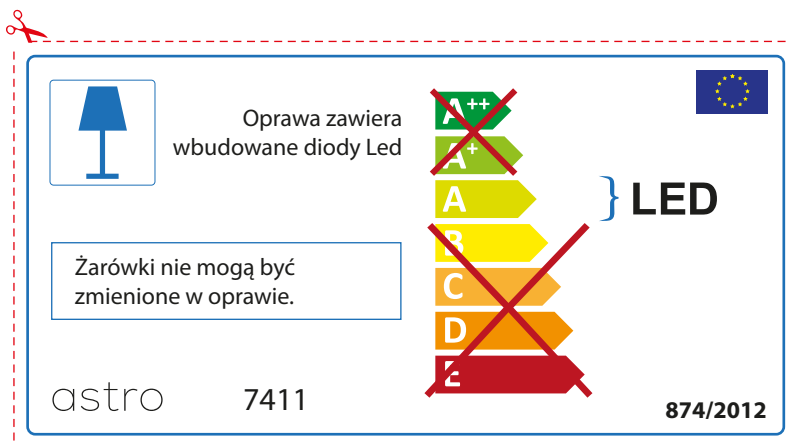 Oprawa zawiera
wbudowane diody Led
A++
A+
A
B
C
D
E
LED
Żarówki nie mogą być
zmienione w oprawie.
astro
7411
874/2012